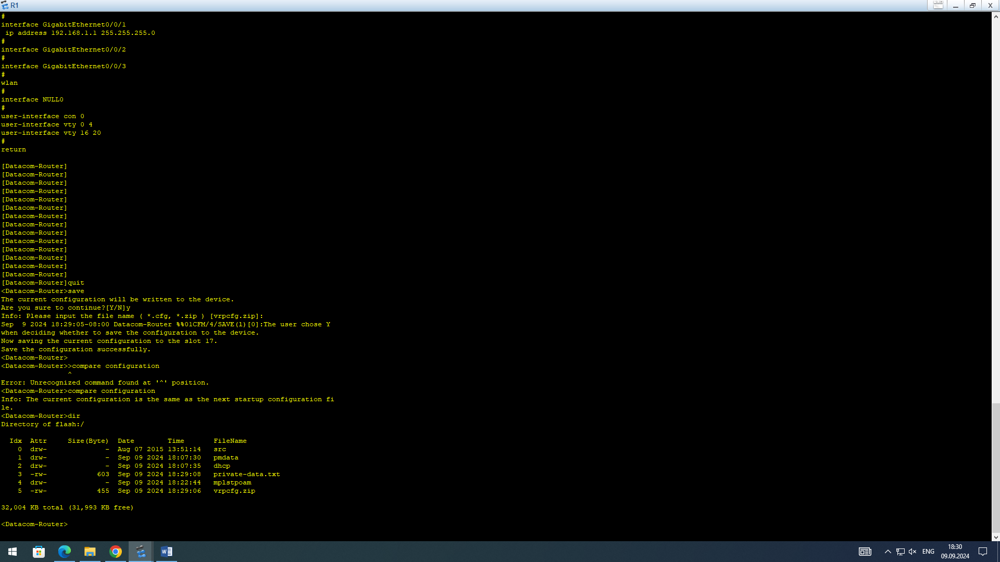 R1
#
interface GigabitEthernet0/0/1
 ip address 192.168.1.1 255.255.255.0
#
interface GigabitEthernet0/0/2
#
interface GigabitEthernet0/0/3
#
wlan
#
interface NULL0
#
user-interface con 0
user-interface vty 0 4
user-interface vty 16 20
#
return
[Datacom-Router]
[Datacom-Router]
[Datacom-Router]
[Datacom-Router]
[Datacom-Router]
[Datacom-Router]
[Datacom-Router]
[Datacom-Router]
[Datacom-Router]
[Datacom-Router]
[Datacom-Router]
[Datacom-Router]
[Datacom-Router]
[Datacom-Router]
[Datacom-Router]quit
<Datacom-Router>save
The current configuration will be written to the device.
Are you sure to continue?[Y/N]y
Info: Please input the file name ( *.cfg, *.zip ) [vrpcfg.zip]:
Sep  9 2024 18:29:05-08:00 Datacom-Router %%01CFM/4/SAVE(l)[0]:The user chose Y
when deciding whether to save the configuration to the device.
Now saving the current configuration to the slot 17.
Save the configuration successfully.
<Datacom-Router>
<Datacom-Router>>compare configuration
                ^
Error: Unrecognized command found at '^' position.
<Datacom-Router>compare configuration
Info: The current configuration is the same as the next startup configuration fi
le.
<Datacom-Router>dir
Directory of flash:/
  Idx  Attr     Size(Byte)  Date        Time       FileName
    0  drw-              -  Aug 07 2015 13:51:14   src
    1  drw-              -  Sep 09 2024 18:07:30   pmdata
    2  drw-              -  Sep 09 2024 18:07:35   dhcp
    3  -rw-            603  Sep 09 2024 18:29:08   private-data.txt
    4  drw-              -  Sep 09 2024 18:22:44   mplstpoam
    5  -rw-            455  Sep 09 2024 18:29:06   vrpcfg.zip
32,004 KB total (31,993 KB free)
<Datacom-Router>
ENG
18:30
09.09.2024